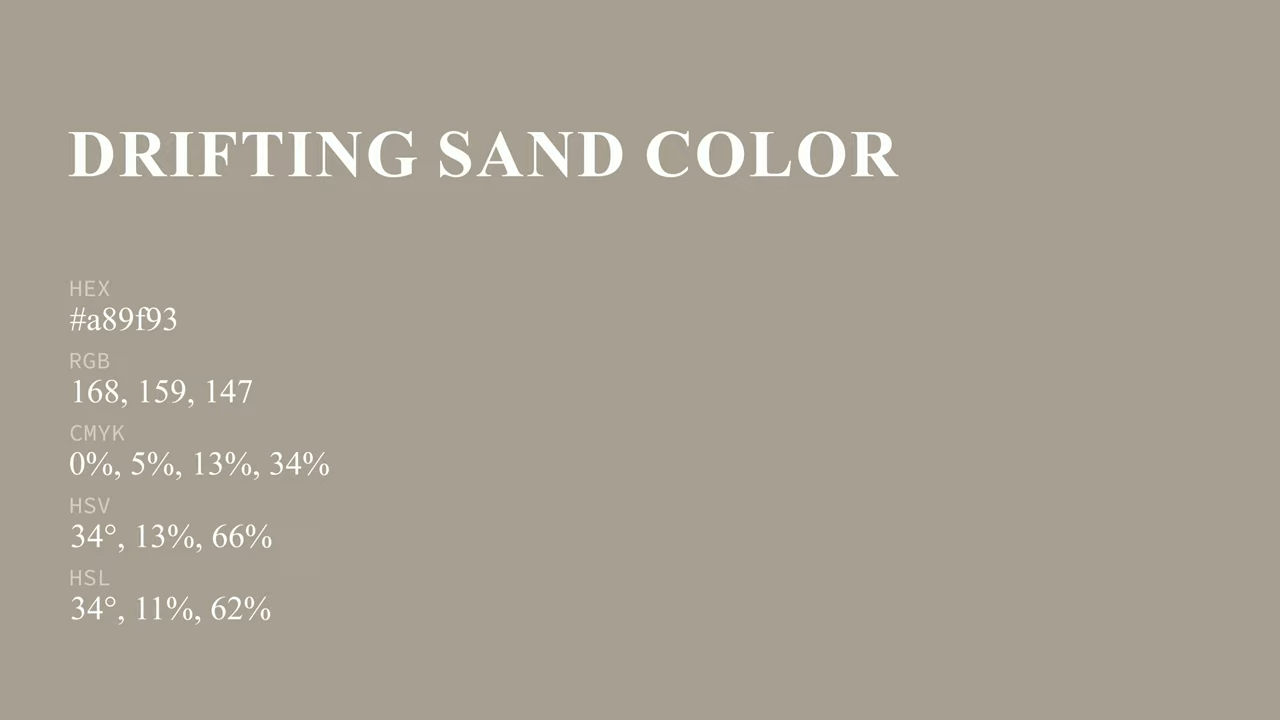 DRIFTING SAND COLOR
HEX
#a89f93
RGB
168, 159, 147
CMYK
0%, 5%, 13%, 34%
HSV
34°, 13%, 66%
HSL
34°, 11%, 62%